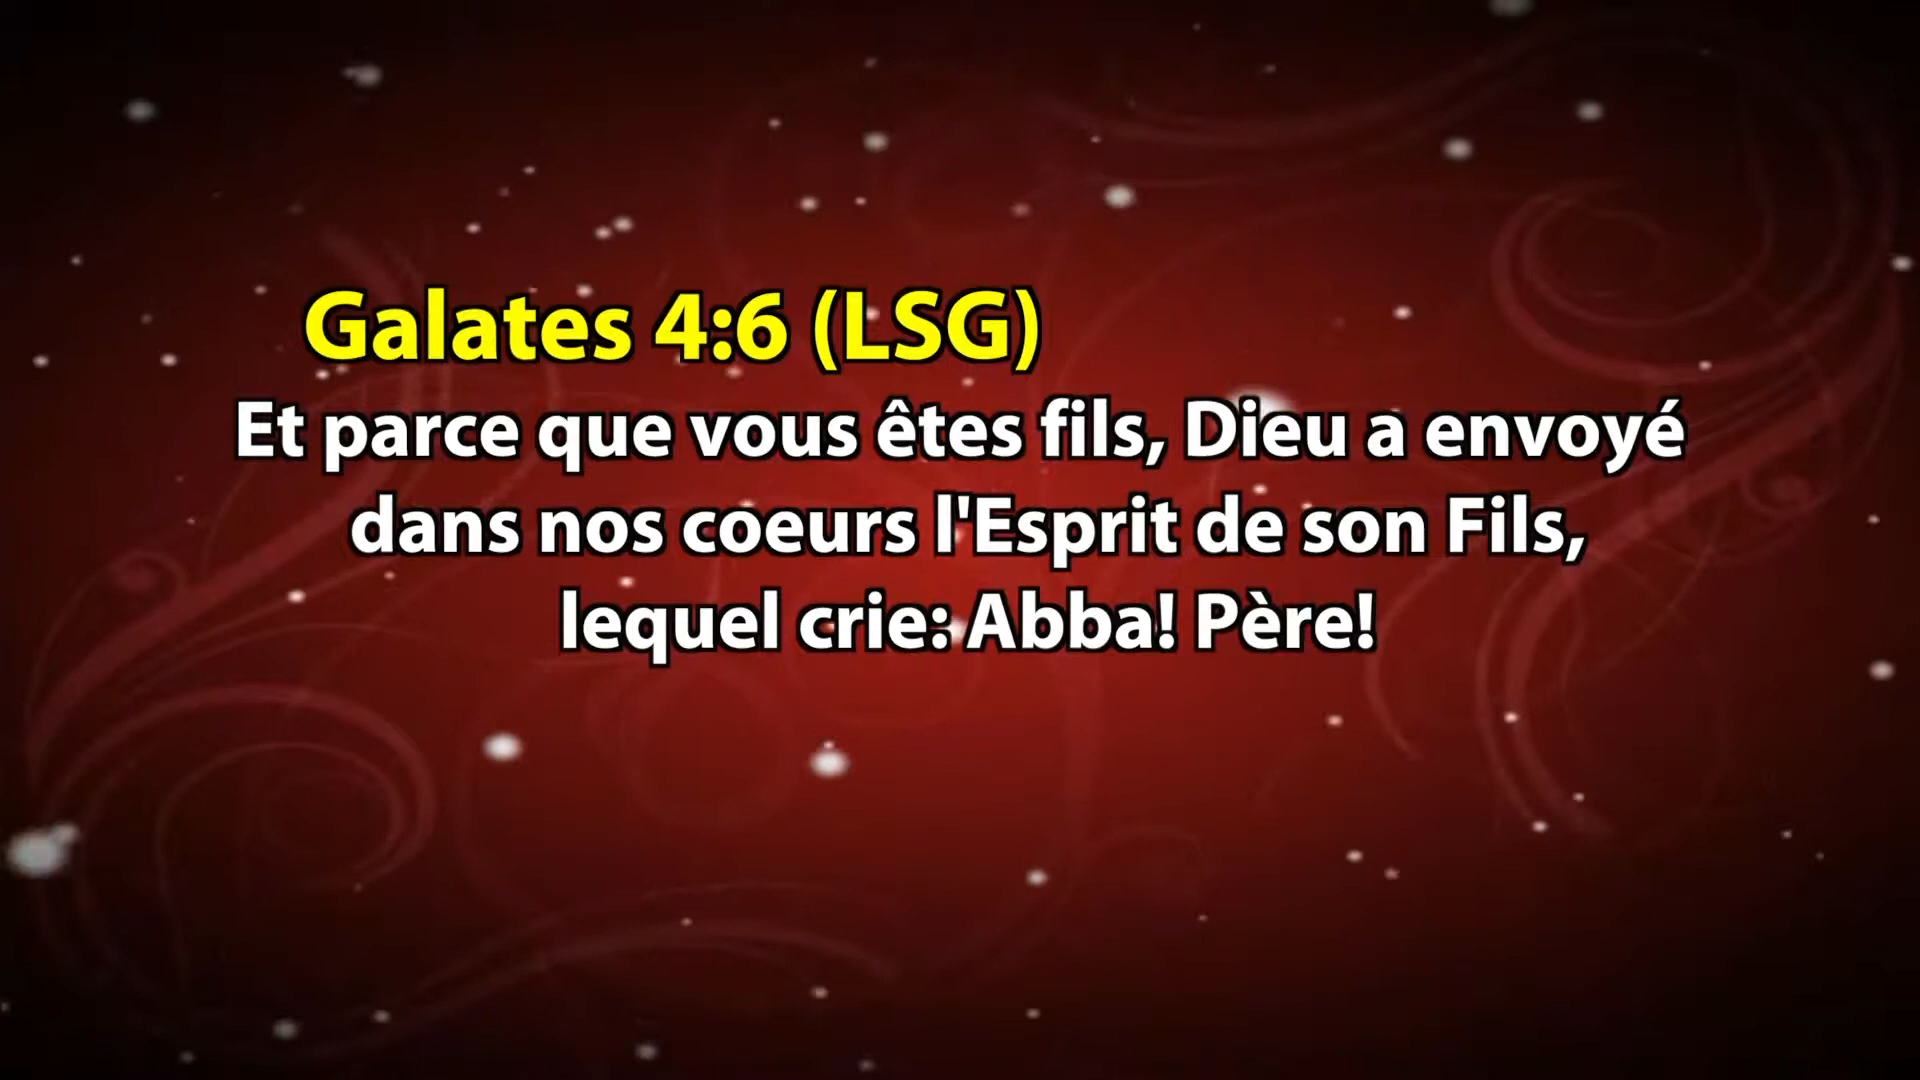 Galates 4:6 (LSG)
Et parce que vous êtes fils, Dieu a envoyé
dans nos coeurs l'Esprit de son Fils,
lequel crie: Abba! Père!